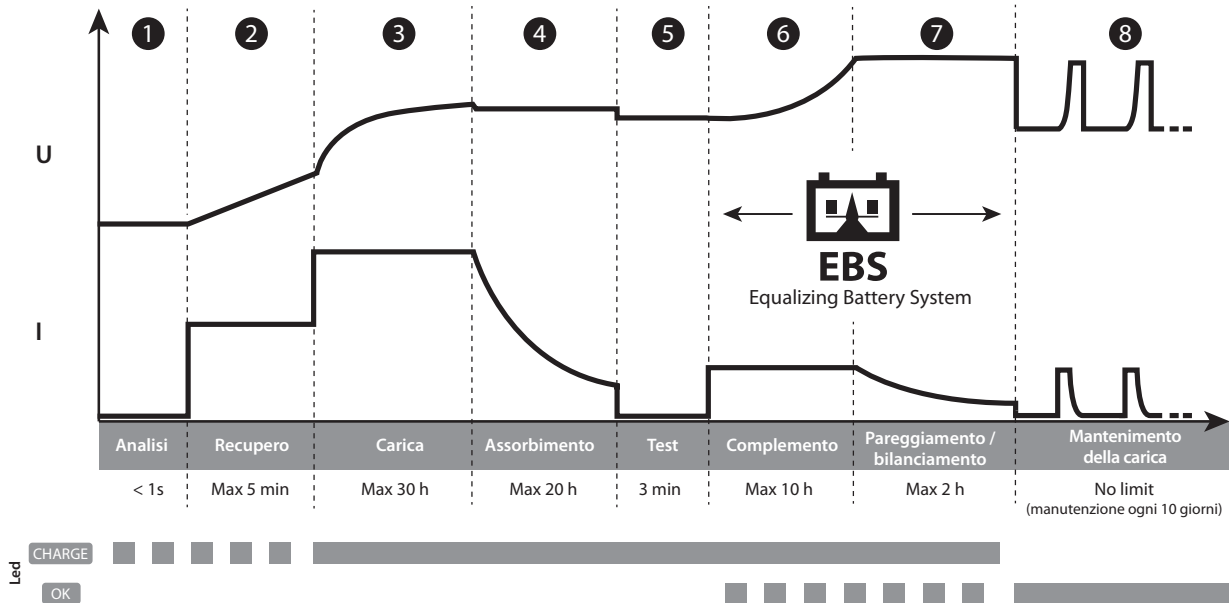 1 2 3 4 5 6 7 8
U
EBS
Equalizing Battery System
I
Analisi Recupero Carica Assorbimento Test Complemento Pareggiamento / bilanciamento Mantenimento della carica
< 1s Max 5 min Max 30 h Max 20 h 3 min Max 10 h Max 2 h No limit
(manutenzione ogni 10 giorni)
Led
CHARGE
OK